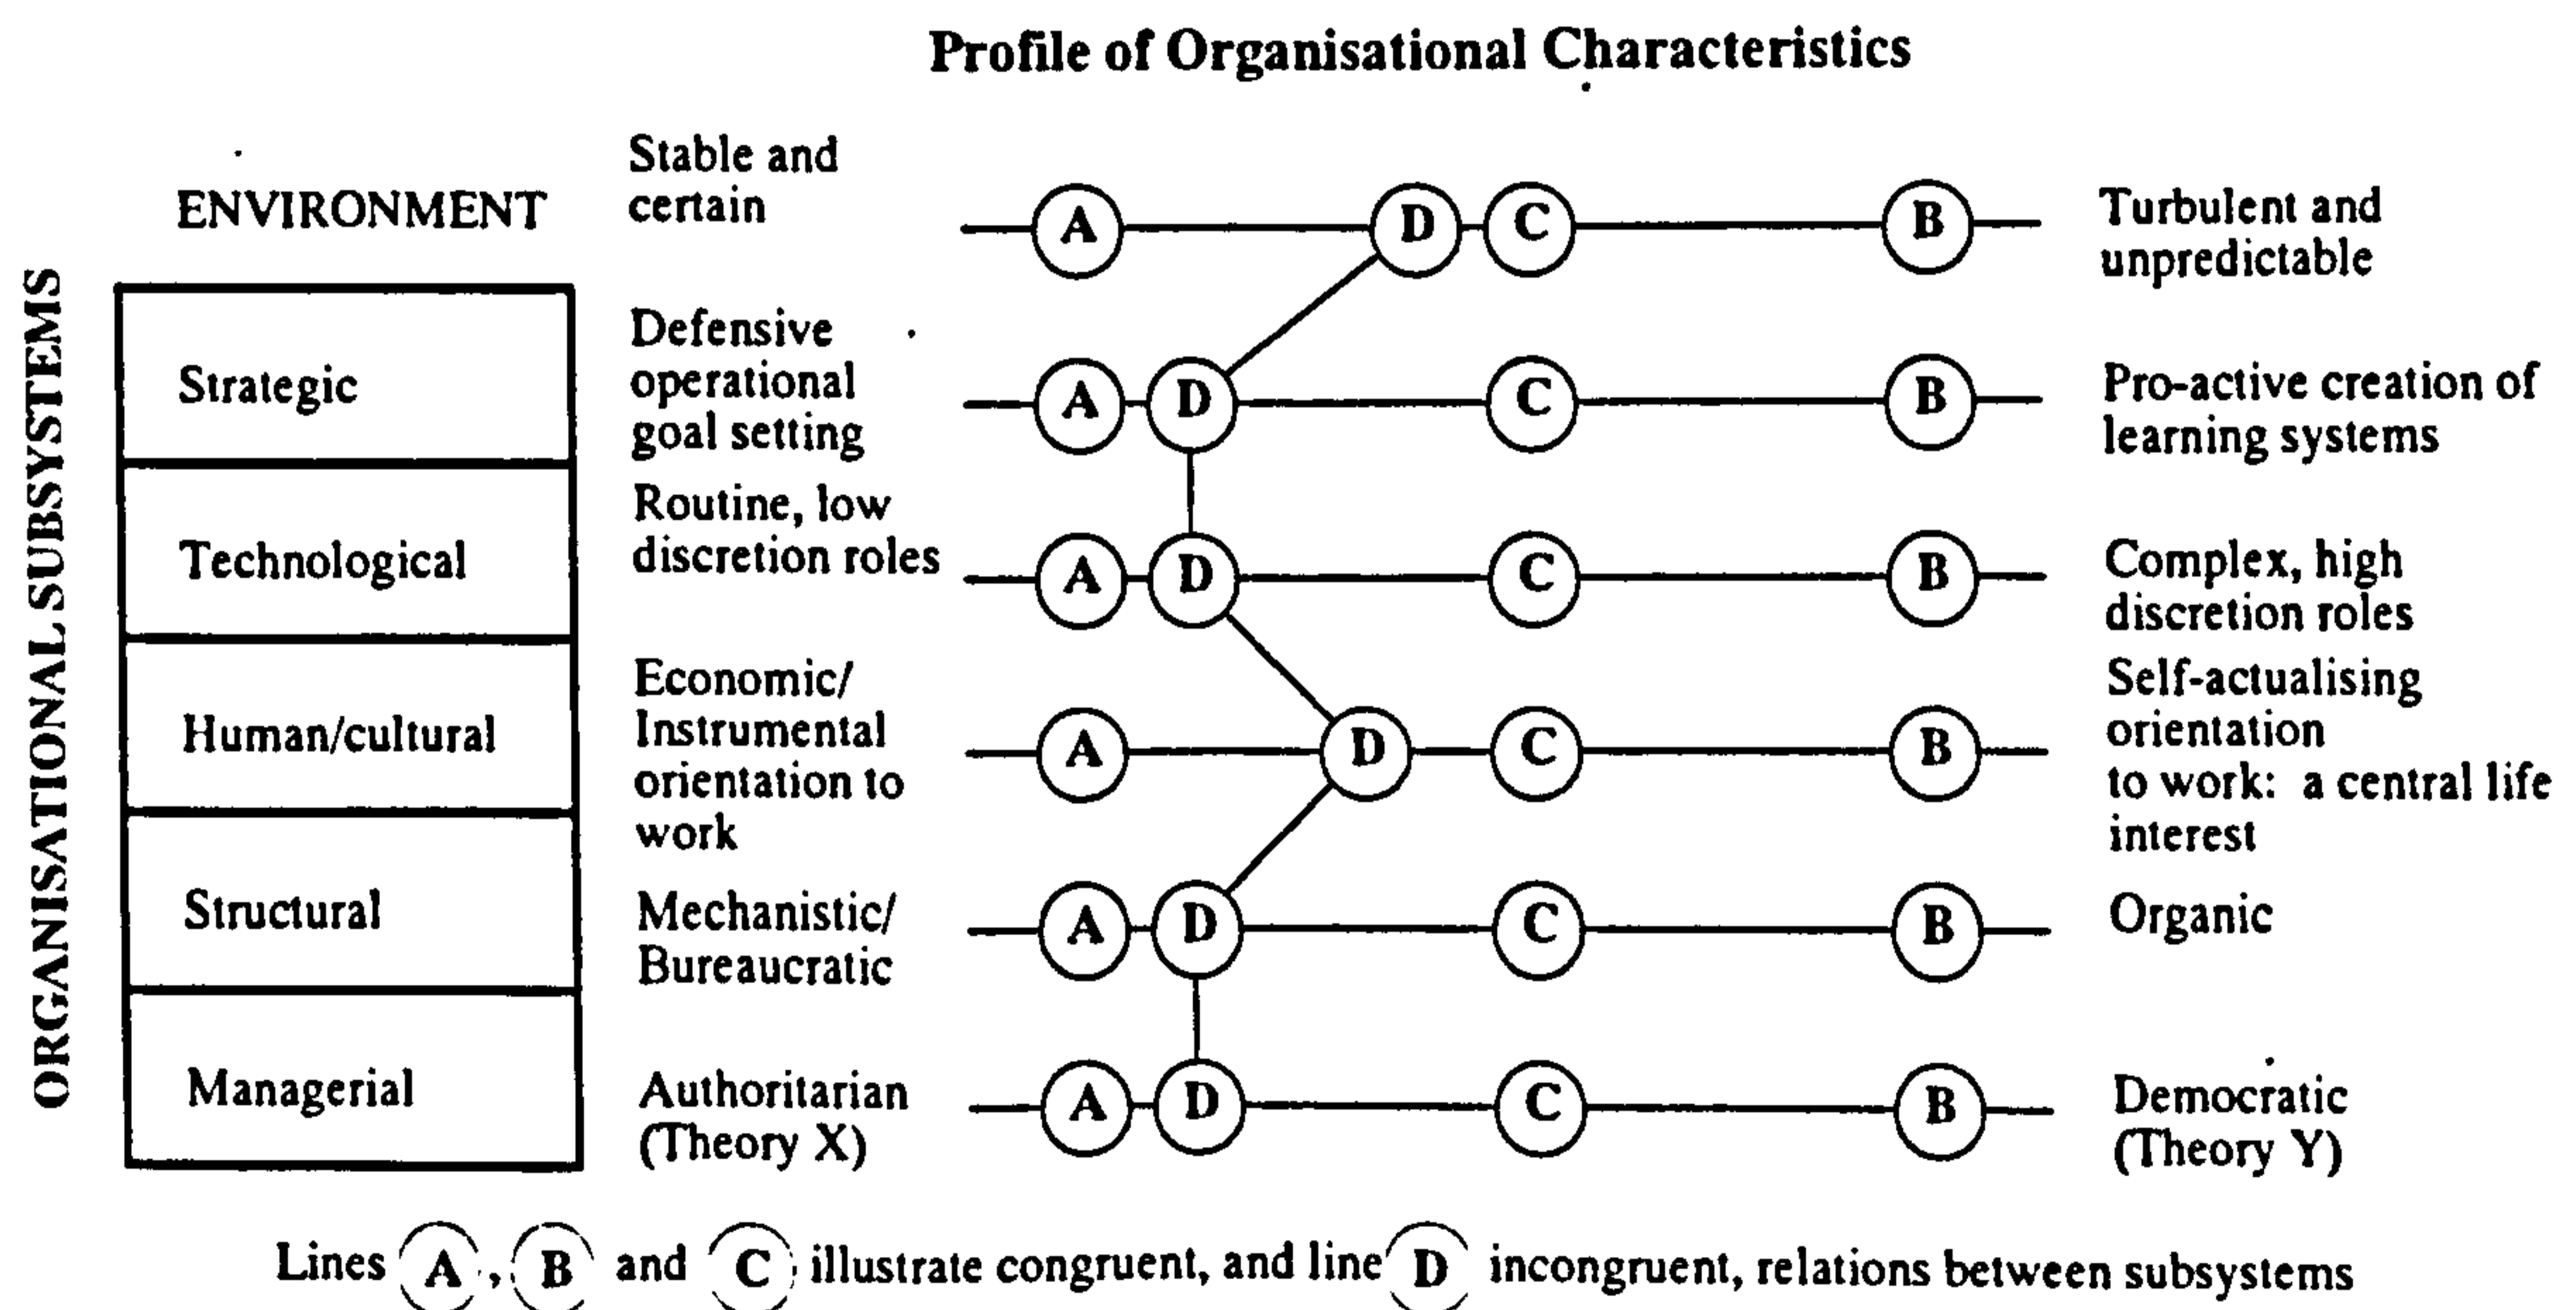 Profile of Organisational Characteristics
ORGANISATIONAL SUBSYSTEMS
ENVIRONMENT
Stable and
certain
A D C B
Turbulent and
unpredictable
Strategic
Defensive
operational
goal setting
A D C B
Pro-active creation of
learning systems
Technological
Routine, low
discretion roles
A D C B
Complex, high
discretion roles
Human/cultural
Economic/
Instrumental
orientation to
work
A D C B
Self-actualising
orientation
to work: a central life
interest
Structural
Mechanistic/
Bureaucratic
A D C B
Organic
Managerial
Authoritarian
(Theory X)
A D C B
Democratic
(Theory Y)
Lines A, B and C illustrate congruent, and line D incongruent, relations between subsystems